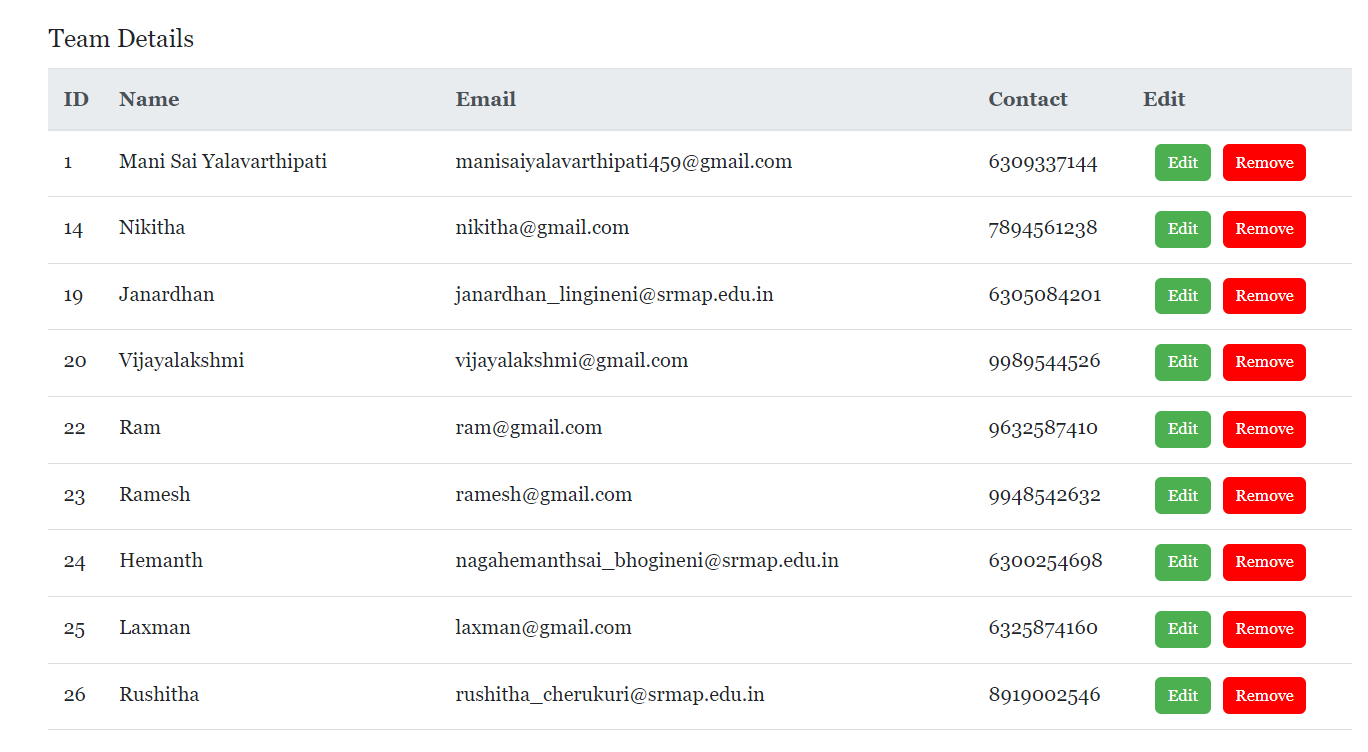 Team Details
ID Name Email Contact Edit
1 Mani Sai Yalavarthipati manisaiyalavarthipati459@gmail.com 6309337144 Edit Remove
14 Nikitha nikitha@gmail.com 7894561238 Edit Remove
19 Janardhan janardhan_lingineni@srmap.edu.in 6305084201 Edit Remove
20 Vijayalakshmi vijayalakshmi@gmail.com 9989544526 Edit Remove
22 Ram ram@gmail.com 9632587410 Edit Remove
23 Ramesh ramesh@gmail.com 9948542632 Edit Remove
24 Hemanth nagahemanthsai_bhogineni@srmap.edu.in 6300254698 Edit Remove
25 Laxman laxman@gmail.com 6325874160 Edit Remove
26 Rushitha rushitha_cherukuri@srmap.edu.in 8919002546 Edit Remove